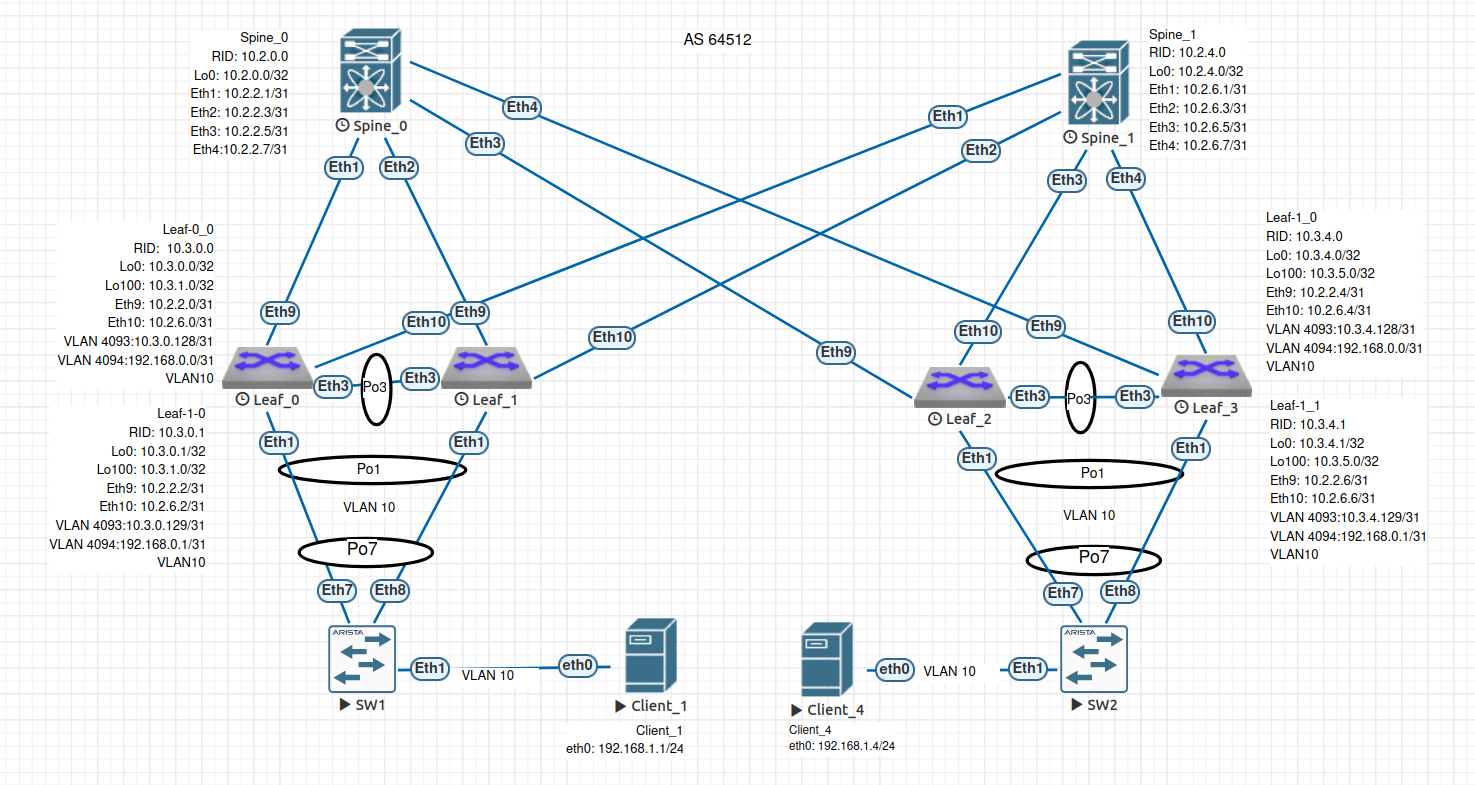 AS 64512
Spine_0
RID: 10.2.0.0
Lo0: 10.2.0.0/32
Eth1: 10.2.2.1/31
Eth2: 10.2.2.3/31
Eth3: 10.2.2.5/31
Eth4:10.2.2.7/31
Spine_0
Spine_1
RID: 10.2.4.0
Lo0: 10.2.4.0/32
Eth1: 10.2.6.1/31
Eth2: 10.2.6.3/31
Eth3: 10.2.6.5/31
Eth4: 10.2.6.7/31
Spine_1
Eth4
Eth3
Eth1
Eth2
Eth1
Eth2
Eth3
Eth4
Leaf-0_0
RID: 10.3.0.0
Lo0: 10.3.0.0/32
Lo100: 10.3.1.0/32
Eth9: 10.2.2.0/31
Eth10: 10.2.6.0/31
VLAN 4093:10.3.0.128/31
VLAN 4094:192.168.0.0/31
VLAN10
Leaf-1_0
RID: 10.3.4.0
Lo0: 10.3.4.0/32
Lo100: 10.3.5.0/32
Eth9: 10.2.2.4/31
Eth10: 10.2.6.4/31
VLAN 4093:10.3.4.128/31
VLAN 4094:192.168.0.0/31
VLAN10
Eth9
Eth10
Eth9
Eth10
Eth9
Eth10
Eth9
Eth10
Eth3
Po3
Eth3
Leaf_0
Leaf_1
Eth3
Po3
Eth3
Leaf_2
Leaf_3
Leaf-1-0
RID: 10.3.0.1
Lo0: 10.3.0.1/32
Lo100: 10.3.1.0/32
Eth9: 10.2.2.2/31
Eth10: 10.2.6.2/31
VLAN 4093:10.3.0.129/31
VLAN 4094:192.168.0.1/31
VLAN10
Leaf-1_1
RID: 10.3.4.1
Lo0: 10.3.4.1/32
Lo100: 10.3.5.0/32
Eth9: 10.2.2.6/31
Eth10: 10.2.6.6/31
VLAN 4093:10.3.4.129/31
VLAN 4094:192.168.0.1/31
VLAN10
Eth1
Eth1
Po1
VLAN 10
Po7
Eth7
Eth8
Eth1
Eth1
Po1
VLAN 10
Po7
Eth7
Eth8
ARISTA
SW1
Eth1
VLAN 10
eth0
Client_1
Client_1
eth0: 192.168.1.1/24
Client_4
Client_4
eth0: 192.168.1.4/24
eth0
VLAN 10
Eth1
ARISTA
SW2